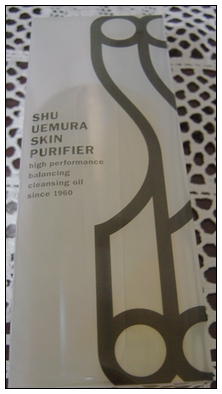 SHU
UEMURA
SKIN
PURIFIER
high performance
balancing
cleansing oil
since 1960